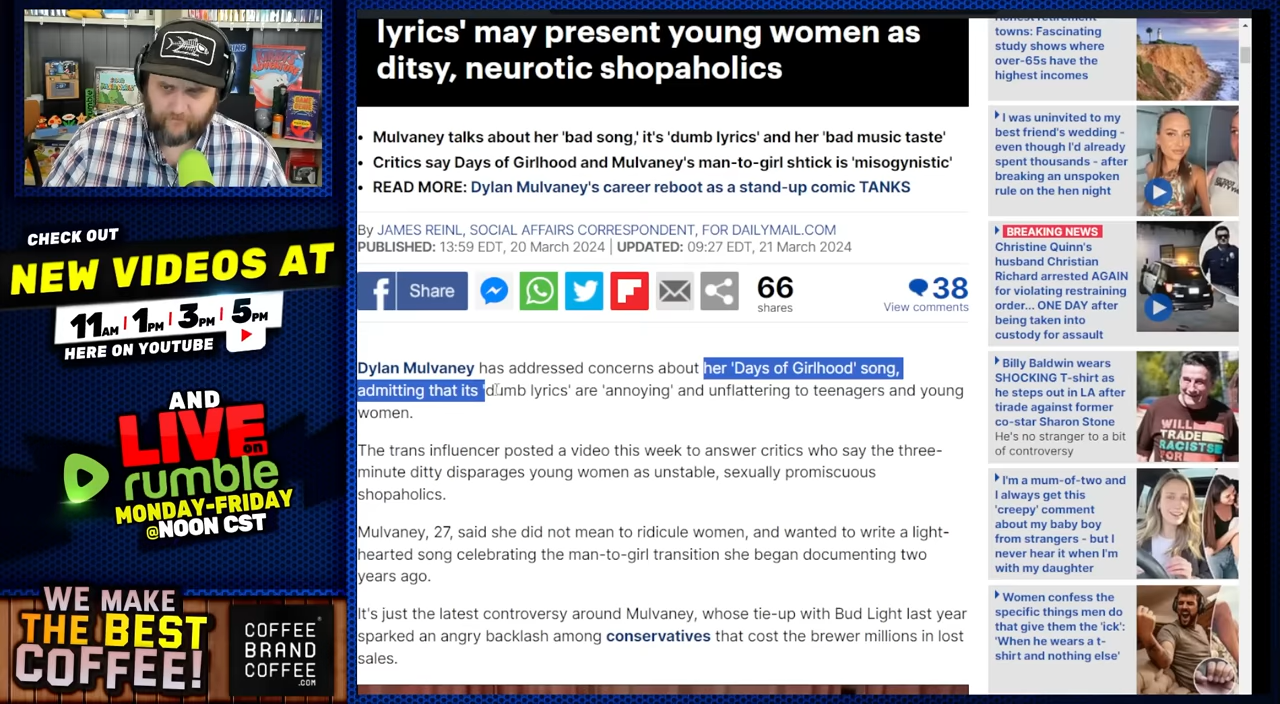 CHECK OUT
NEW VIDEOS AT
11AM | 1PM | 3PM | 5PM
HERE ON YOUTUBE
AND
LIVE on
rumble
MONDAY-FRIDAY
@NOON CST
WE MAKE
THE BEST
COFFEE!
COFFEE
BRAND
COFFEE
.COM
lyrics' may present young women as
ditsy, neurotic shopaholics
• Mulvaney talks about her 'bad song,' it's 'dumb lyrics' and her 'bad music taste'
• Critics say Days of Girlhood and Mulvaney's man-to-girl shtick is 'misogynistic'
• READ MORE: Dylan Mulvaney's career reboot as a stand-up comic TANKS
By JAMES REINL, SOCIAL AFFAIRS CORRESPONDENT, FOR DAILYMAIL.COM
PUBLISHED: 13:59 EDT, 20 March 2024 | UPDATED: 09:27 EDT, 21 March 2024
Share
66
shares
38
View comments
Dylan Mulvaney has addressed concerns about her 'Days of Girlhood' song,
admitting that its 'dumb lyrics' are 'annoying' and unflattering to teenagers and young
women.
The trans influencer posted a video this week to answer critics who say the three-
minute ditty disparages young women as unstable, sexually promiscuous
shopaholics.
Mulvaney, 27, said she did not mean to ridicule women, and wanted to write a light-
hearted song celebrating the man-to-girl transition she began documenting two
years ago.
It's just the latest controversy around Mulvaney, whose tie-up with Bud Light last year
sparked an angry backlash among conservatives that cost the brewer millions in lost
sales.
towns: Fascinating
study shows where
over-65s have the
highest incomes
I was uninvited to my
best friend's wedding -
even though I'd already
spent thousands - after
breaking an unspoken
rule on the hen night
BREAKING NEWS
Christine Quinn's
husband Christian
Richard arrested AGAIN
for violating restraining
order... ONE DAY after
being taken into
custody for assault
Billy Baldwin wears
SHOCKING T-shirt as
he steps out in LA after
tirade against former
co-star Sharon Stone
He's no stranger to a bit
of controversy
WILL
TRADE
RACISTS
FOR
I'm a mum-of-two and
I always get this
'creepy' comment
about my baby boy
from strangers - but I
never hear it when I'm
with my daughter
Women confess the
specific things men do
that give them the 'ick':
'When he wears a t-
shirt and nothing else'